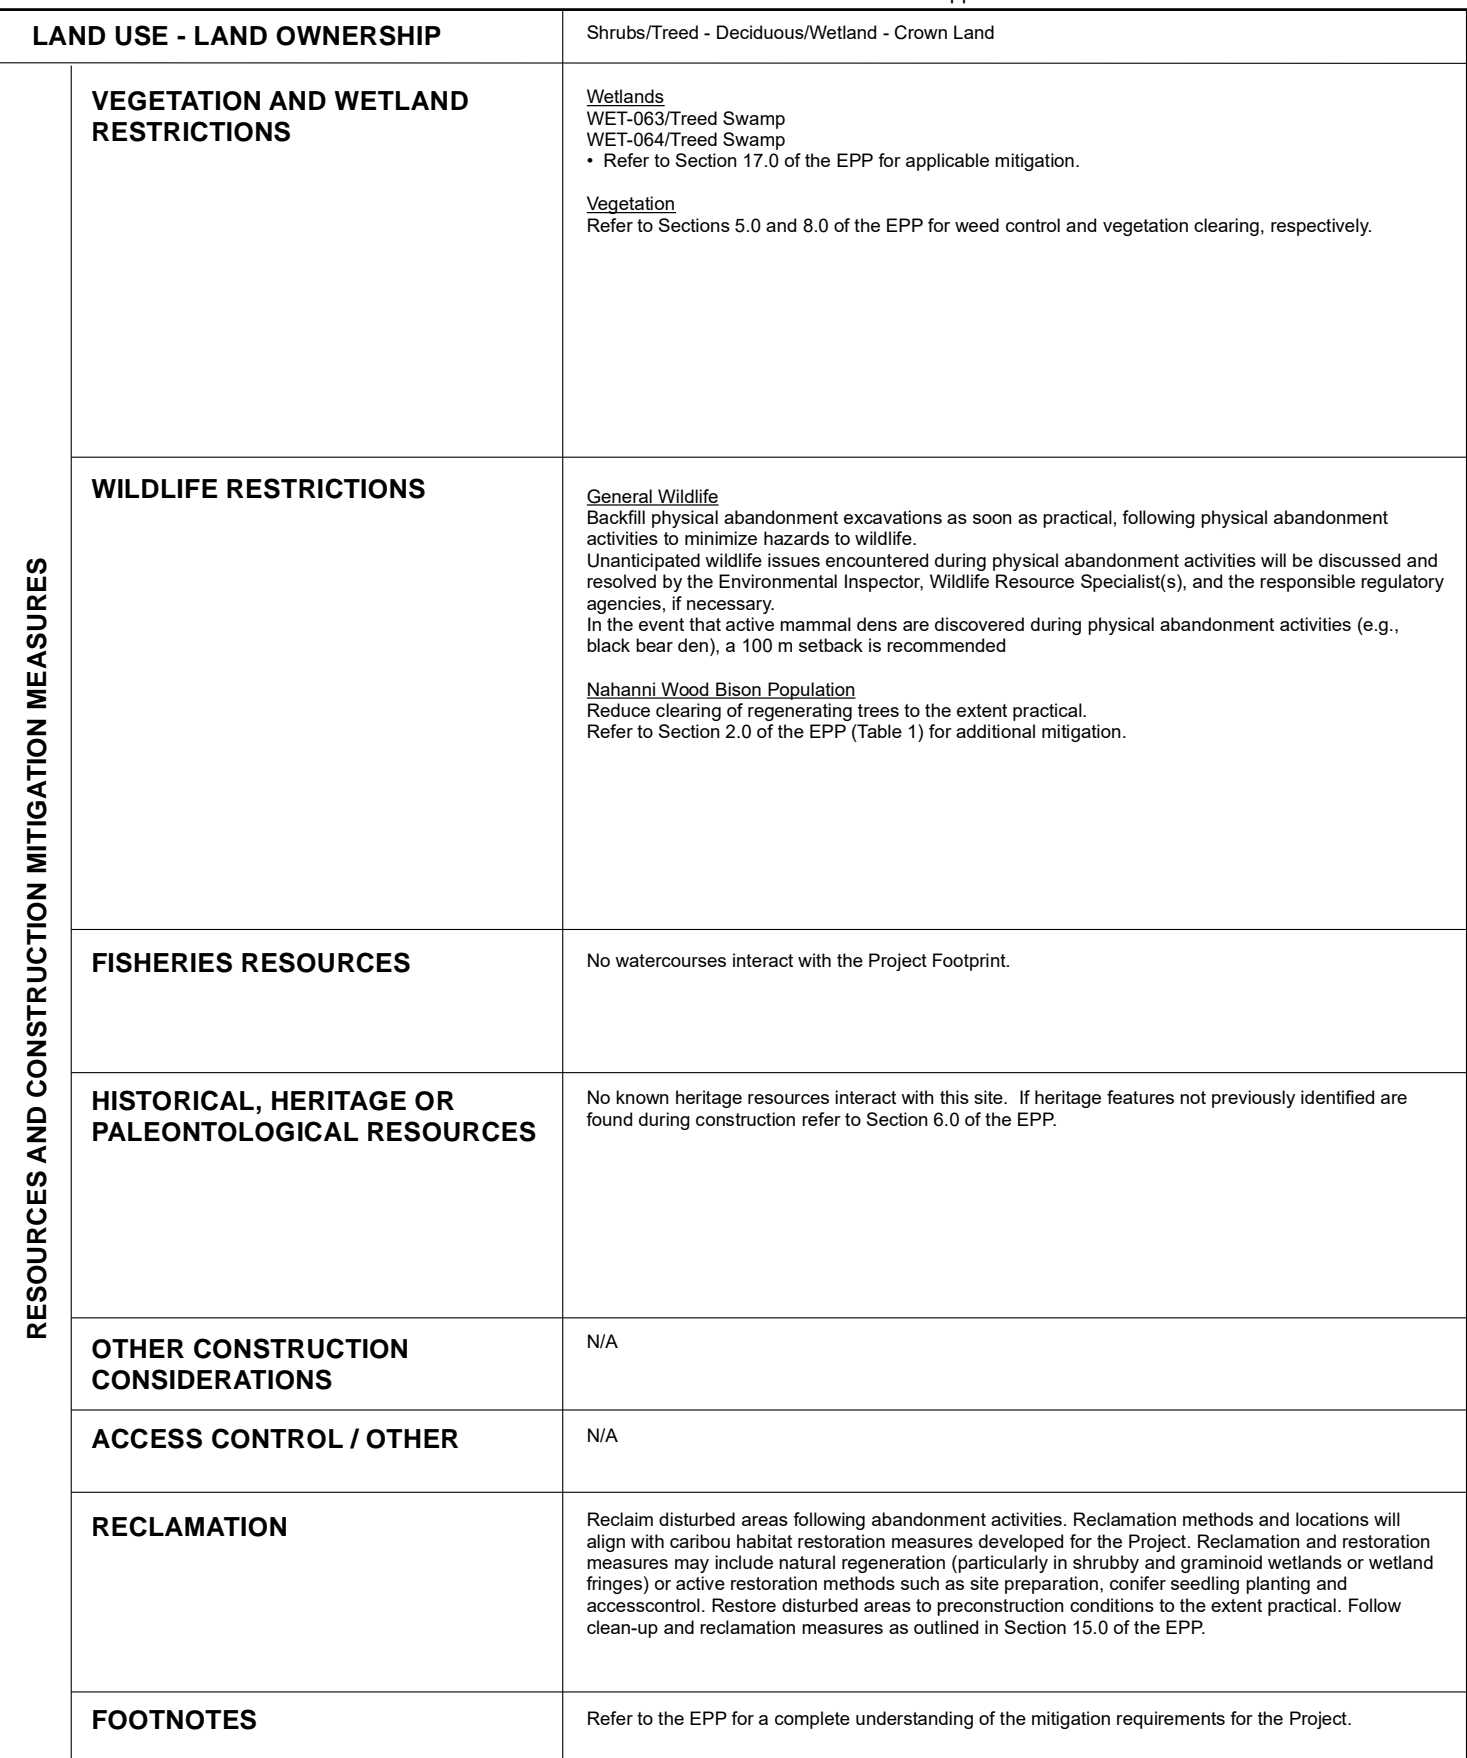 LAND USE - LAND OWNERSHIP
Shrubs/Treed - Deciduous/Wetland - Crown Land
RESOURCES AND CONSTRUCTION MITIGATION MEASURES
VEGETATION AND WETLAND
RESTRICTIONS
Wetlands
WET-063/Treed Swamp
WET-064/Treed Swamp
• Refer to Section 17.0 of the EPP for applicable mitigation.
Vegetation
Refer to Sections 5.0 and 8.0 of the EPP for weed control and vegetation clearing, respectively.
WILDLIFE RESTRICTIONS
General Wildlife
Backfill physical abandonment excavations as soon as practical, following physical abandonment
activities to minimize hazards to wildlife.
Unanticipated wildlife issues encountered during physical abandonment activities will be discussed and
resolved by the Environmental Inspector, Wildlife Resource Specialist(s), and the responsible regulatory
agencies, if necessary.
In the event that active mammal dens are discovered during physical abandonment activities (e.g.,
black bear den), a 100 m setback is recommended
Nahanni Wood Bison Population
Reduce clearing of regenerating trees to the extent practical.
Refer to Section 2.0 of the EPP (Table 1) for additional mitigation.
FISHERIES RESOURCES
No watercourses interact with the Project Footprint.
HISTORICAL, HERITAGE OR
PALEONTOLOGICAL RESOURCES
No known heritage resources interact with this site.  If heritage features not previously identified are
found during construction refer to Section 6.0 of the EPP.
OTHER CONSTRUCTION
CONSIDERATIONS
N/A
ACCESS CONTROL / OTHER
N/A
RECLAMATION
Reclaim disturbed areas following abandonment activities. Reclamation methods and locations will
align with caribou habitat restoration measures developed for the Project. Reclamation and restoration
measures may include natural regeneration (particularly in shrubby and graminoid wetlands or wetland
fringes) or active restoration methods such as site preparation, conifer seedling planting and
accesscontrol. Restore disturbed areas to preconstruction conditions to the extent practical. Follow
clean-up and reclamation measures as outlined in Section 15.0 of the EPP.
FOOTNOTES
Refer to the EPP for a complete understanding of the mitigation requirements for the Project.